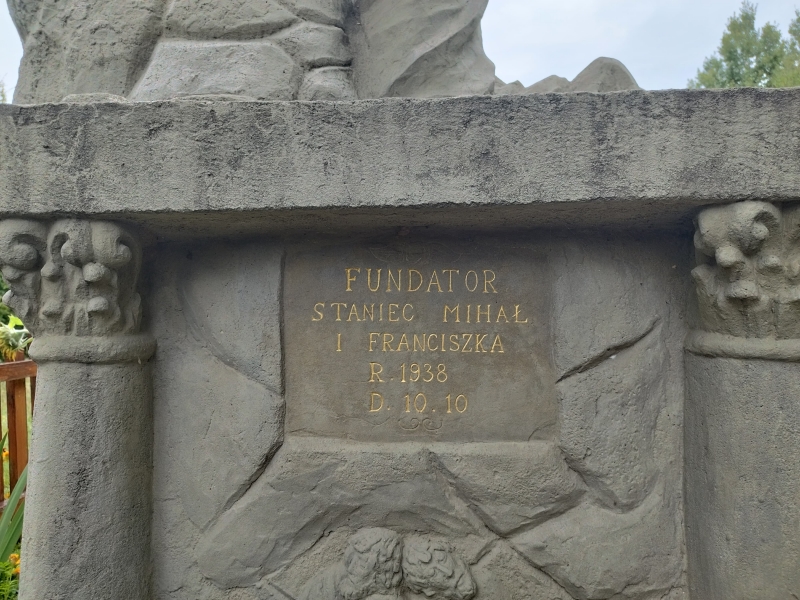 FUNDATOR
STANIEC MIHAŁ
I FRANCISZKA
R. 1938
D. 10.10